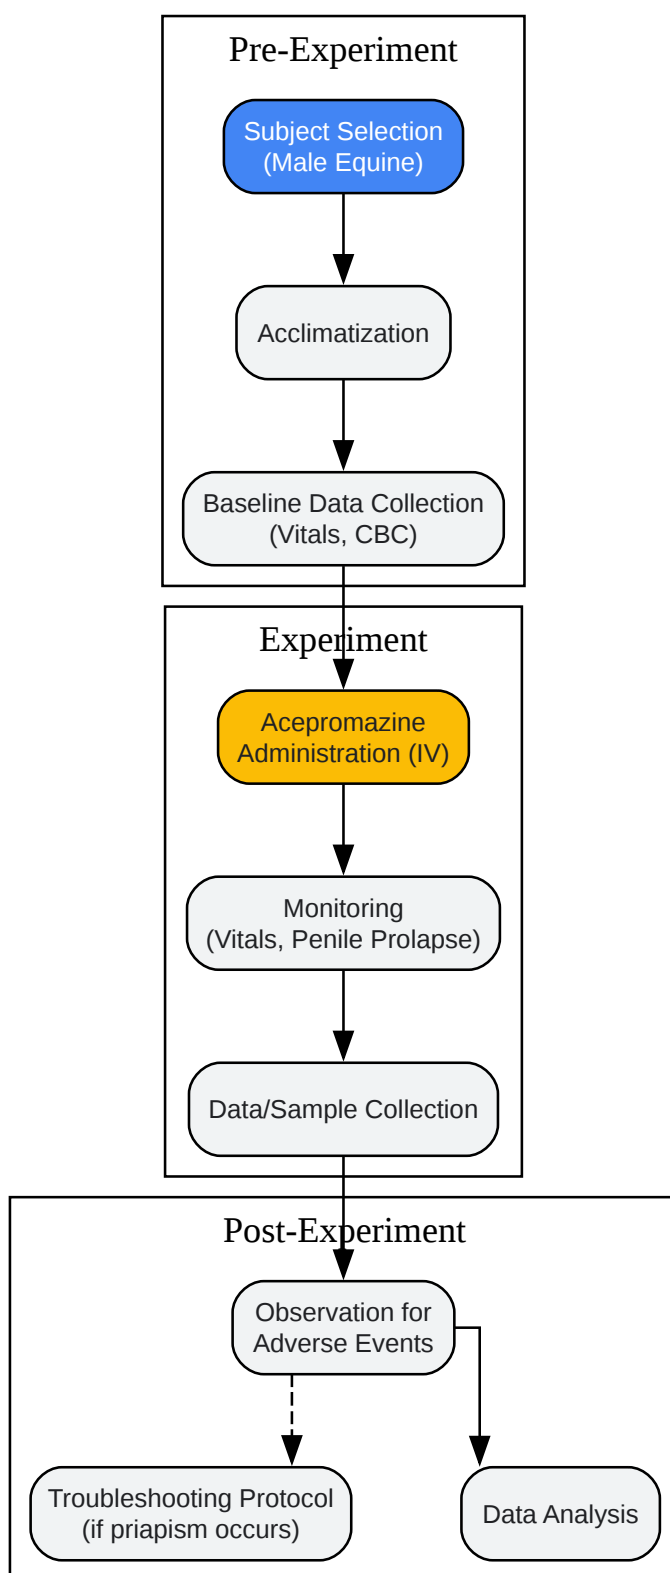 Pre-Experiment
Subject Selection
(Male Equine)
Acclimatization
Baseline Data Collection
(Vitals, CBC)
Experiment
Acepromazine
Administration (IV)
Monitoring
(Vitals, Penile Prolapse)
Data/Sample Collection
Post-Experiment
Observation for
Adverse Events
Troubleshooting Protocol
(if priapism occurs)
Data Analysis